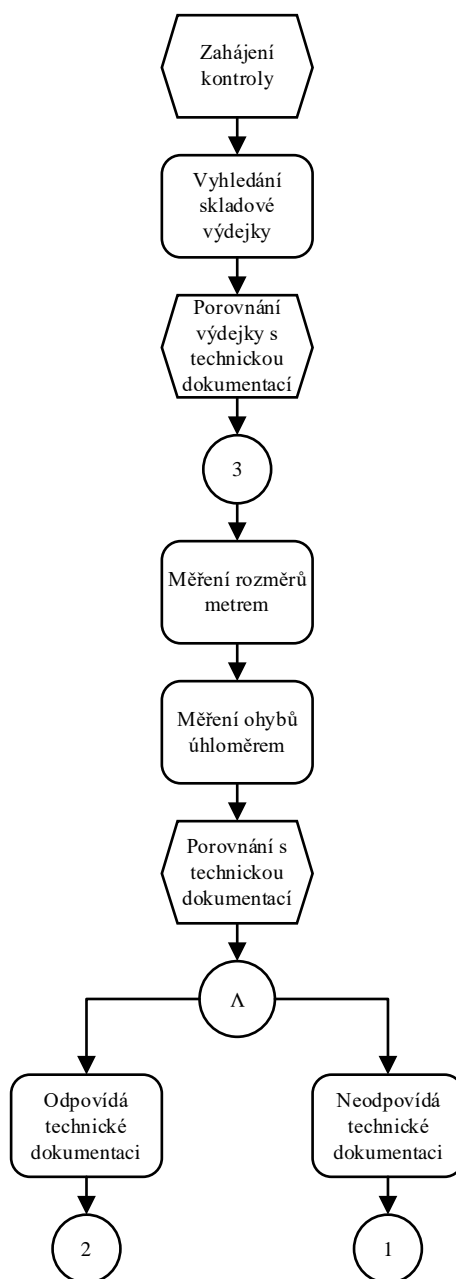 Zahájení
kontroly
Vyhledání
skladové
výdejky
Porovnání
výdejky s
technickou
dokumentací
3
Měření rozměrů
metrem
Měření ohybů
úhloměrem
Porovnání s
technickou
dokumentací
Λ
Odpovídá
technické
dokumentaci
Neodpovídá
technické
dokumentaci
2
1